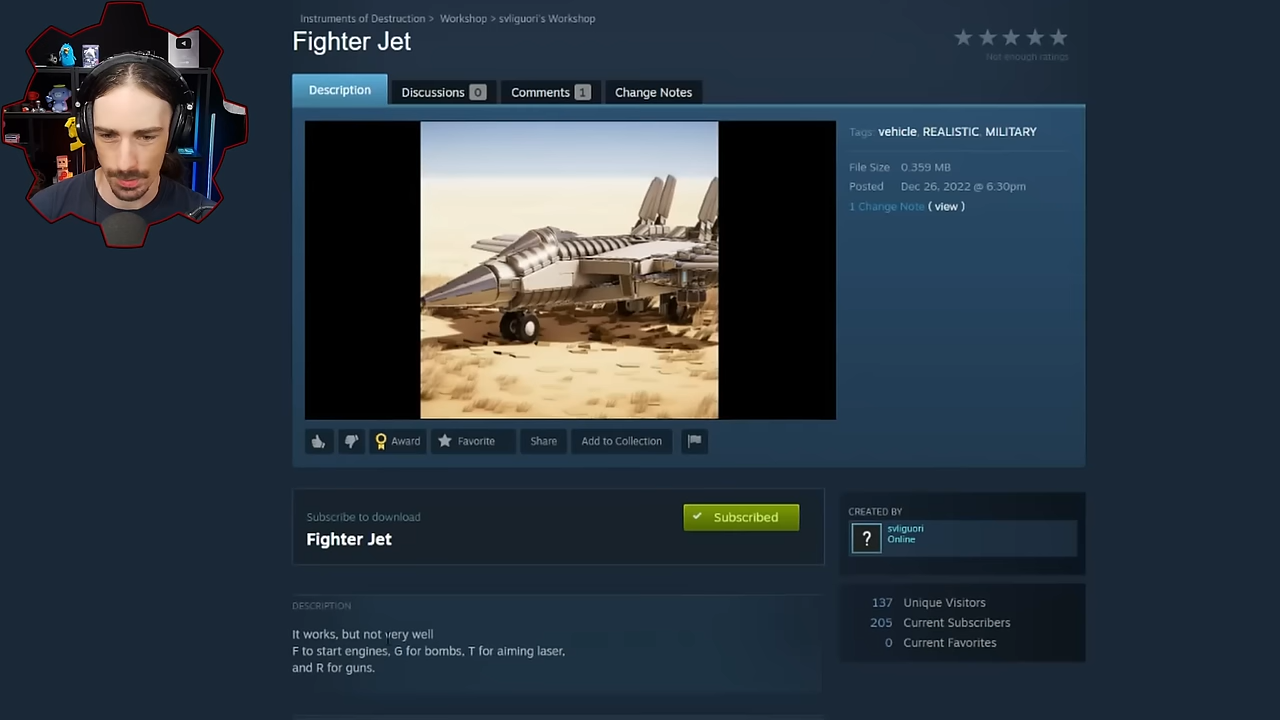 Instruments of Destruction > Workshop > svliguori's Workshop
Fighter Jet
Not enough ratings
Description
Discussions 0
Comments 1
Change Notes
Tags: vehicle, REALISTIC, MILITARY
File Size 0.359 MB
Posted Dec 26, 2022 @ 6:30pm
1 Change Note ( view )
Award
Favorite
Share
Add to Collection
Subscribe to download
Fighter Jet
Subscribed
CREATED BY
svliguori
Online
?
137 Unique Visitors
205 Current Subscribers
0 Current Favorites
DESCRIPTION
It works, but not very well
F to start engines, G for bombs, T for aiming laser,
and R for guns.